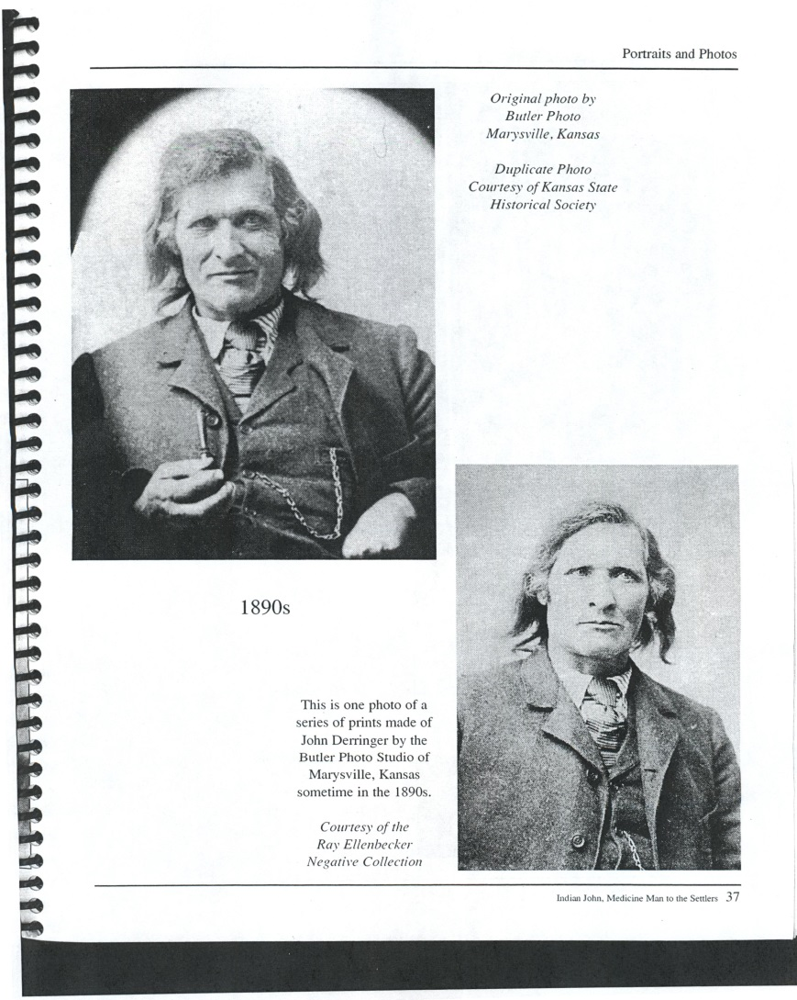 Portraits and Photos
Original photo by
Butler Photo
Marysville, Kansas
Duplicate Photo
Courtesy of Kansas State
Historical Society
1890s
This is one photo of a
series of prints made of
John Derringer by the
Butler Photo Studio of
Marysville, Kansas
sometime in the 1890s.
Courtesy of the
Ray Ellenbecker
Negative Collection
Indian John, Medicine Man to the Settlers 37